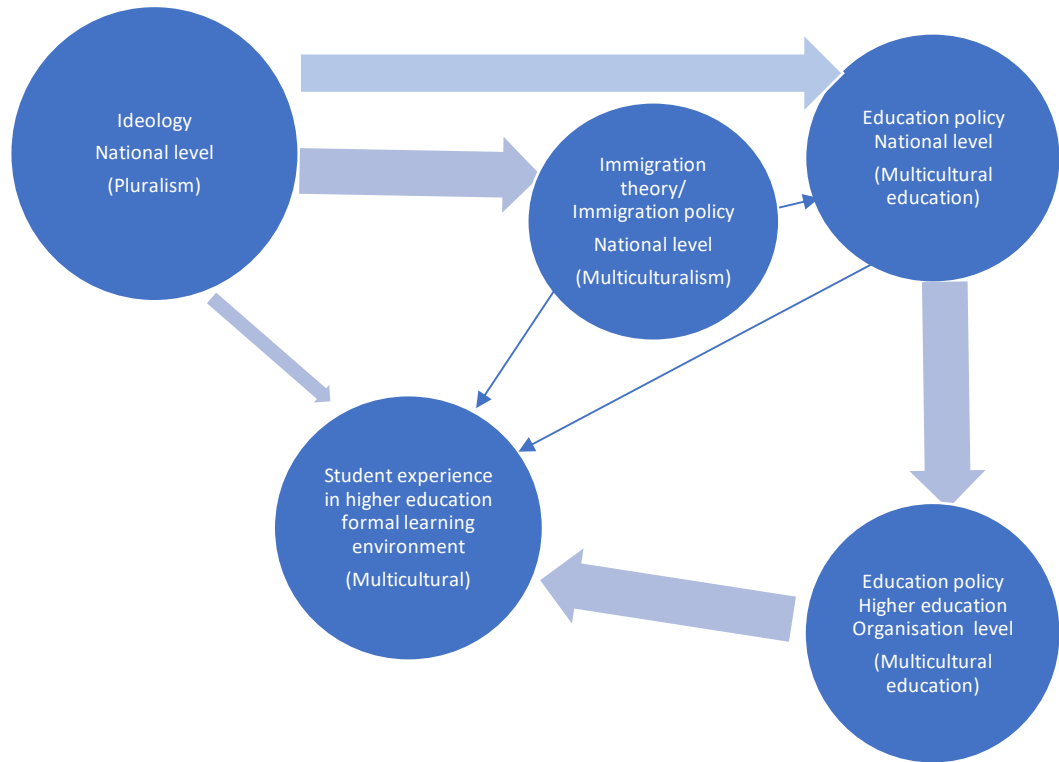 Ideology
National level
(Pluralism)
Immigration
theory/
Immigration policy
National level
(Multiculturalism)
Education policy
National level
(Multicultural
education)
Student experience
in higher education
formal learning
environment
(Multicultural)
Education policy
Higher education
Organisation level
(Multicultural
education)